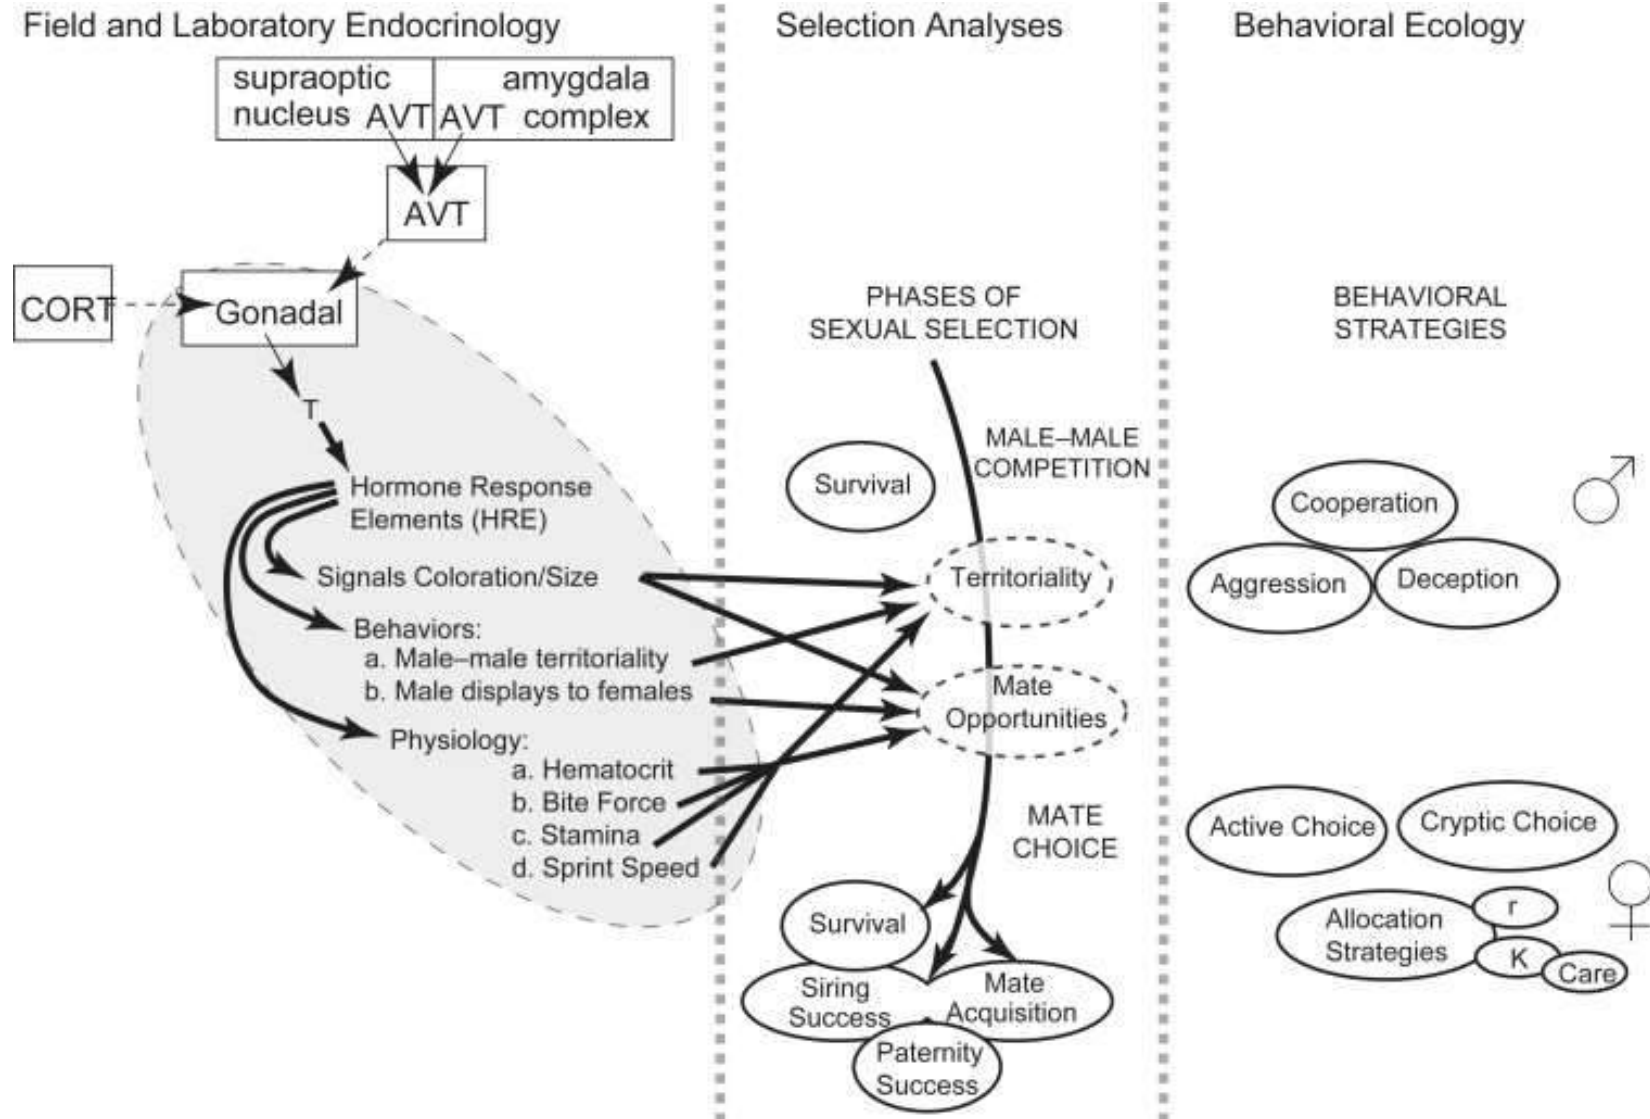 Field and Laboratory Endocrinology
supraoptic
nucleus AVT
amygdala
AVT complex
AVT
CORT
Gonadal
T
Hormone Response
Elements (HRE)
Signals Coloration/Size
Behaviors:
a. Male–male territoriality
b. Male displays to females
Physiology:
a. Hematocrit
b. Bite Force
c. Stamina
d. Sprint Speed
Selection Analyses
PHASES OF
SEXUAL SELECTION
MALE–MALE
COMPETITION
Survival
Territoriality
Mate
Opportunities
MATE
CHOICE
Survival
Siring
Success
Mate
Acquisition
Paternity
Success
Behavioral Ecology
BEHAVIORAL
STRATEGIES
Cooperation
Aggression
Deception
Active Choice
Cryptic Choice
Allocation
Strategies
r
K
Care